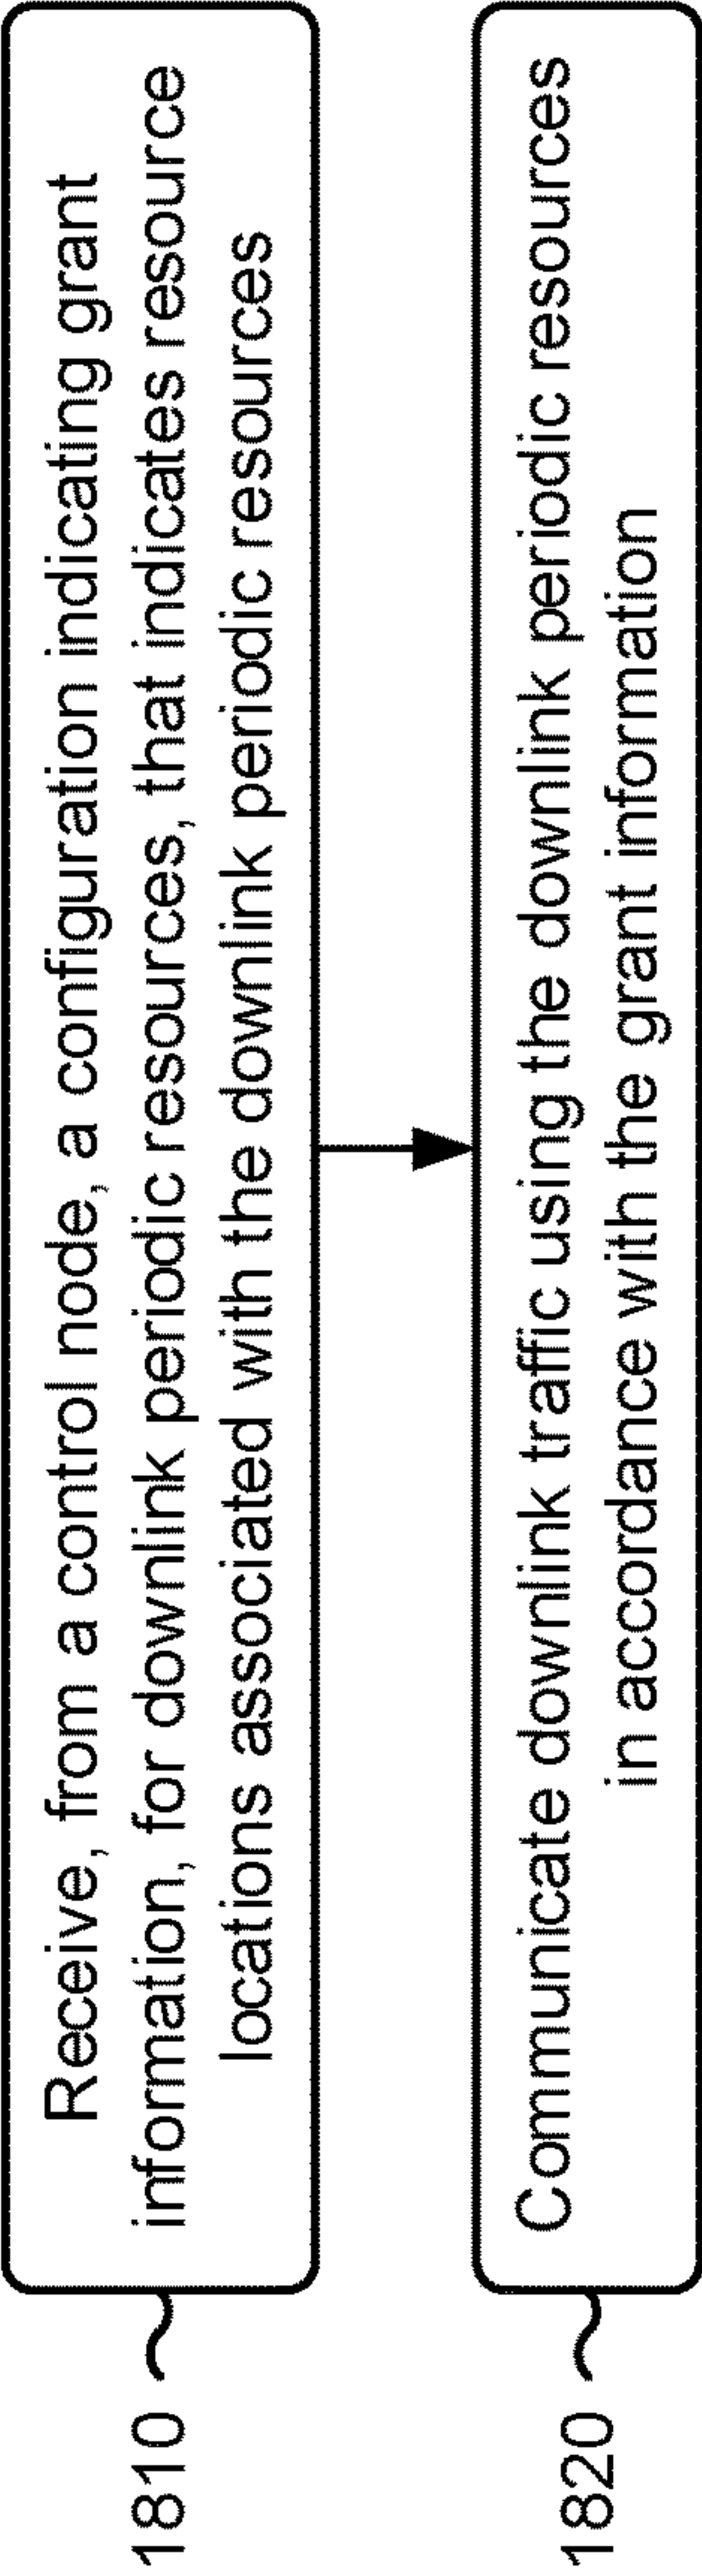 1810
Receive, from a control node, a configuration indicating grant
information, for downlink periodic resources, that indicates resource
locations associated with the downlink periodic resources
1820
Communicate downlink traffic using the downlink periodic resources
in accordance with the grant information